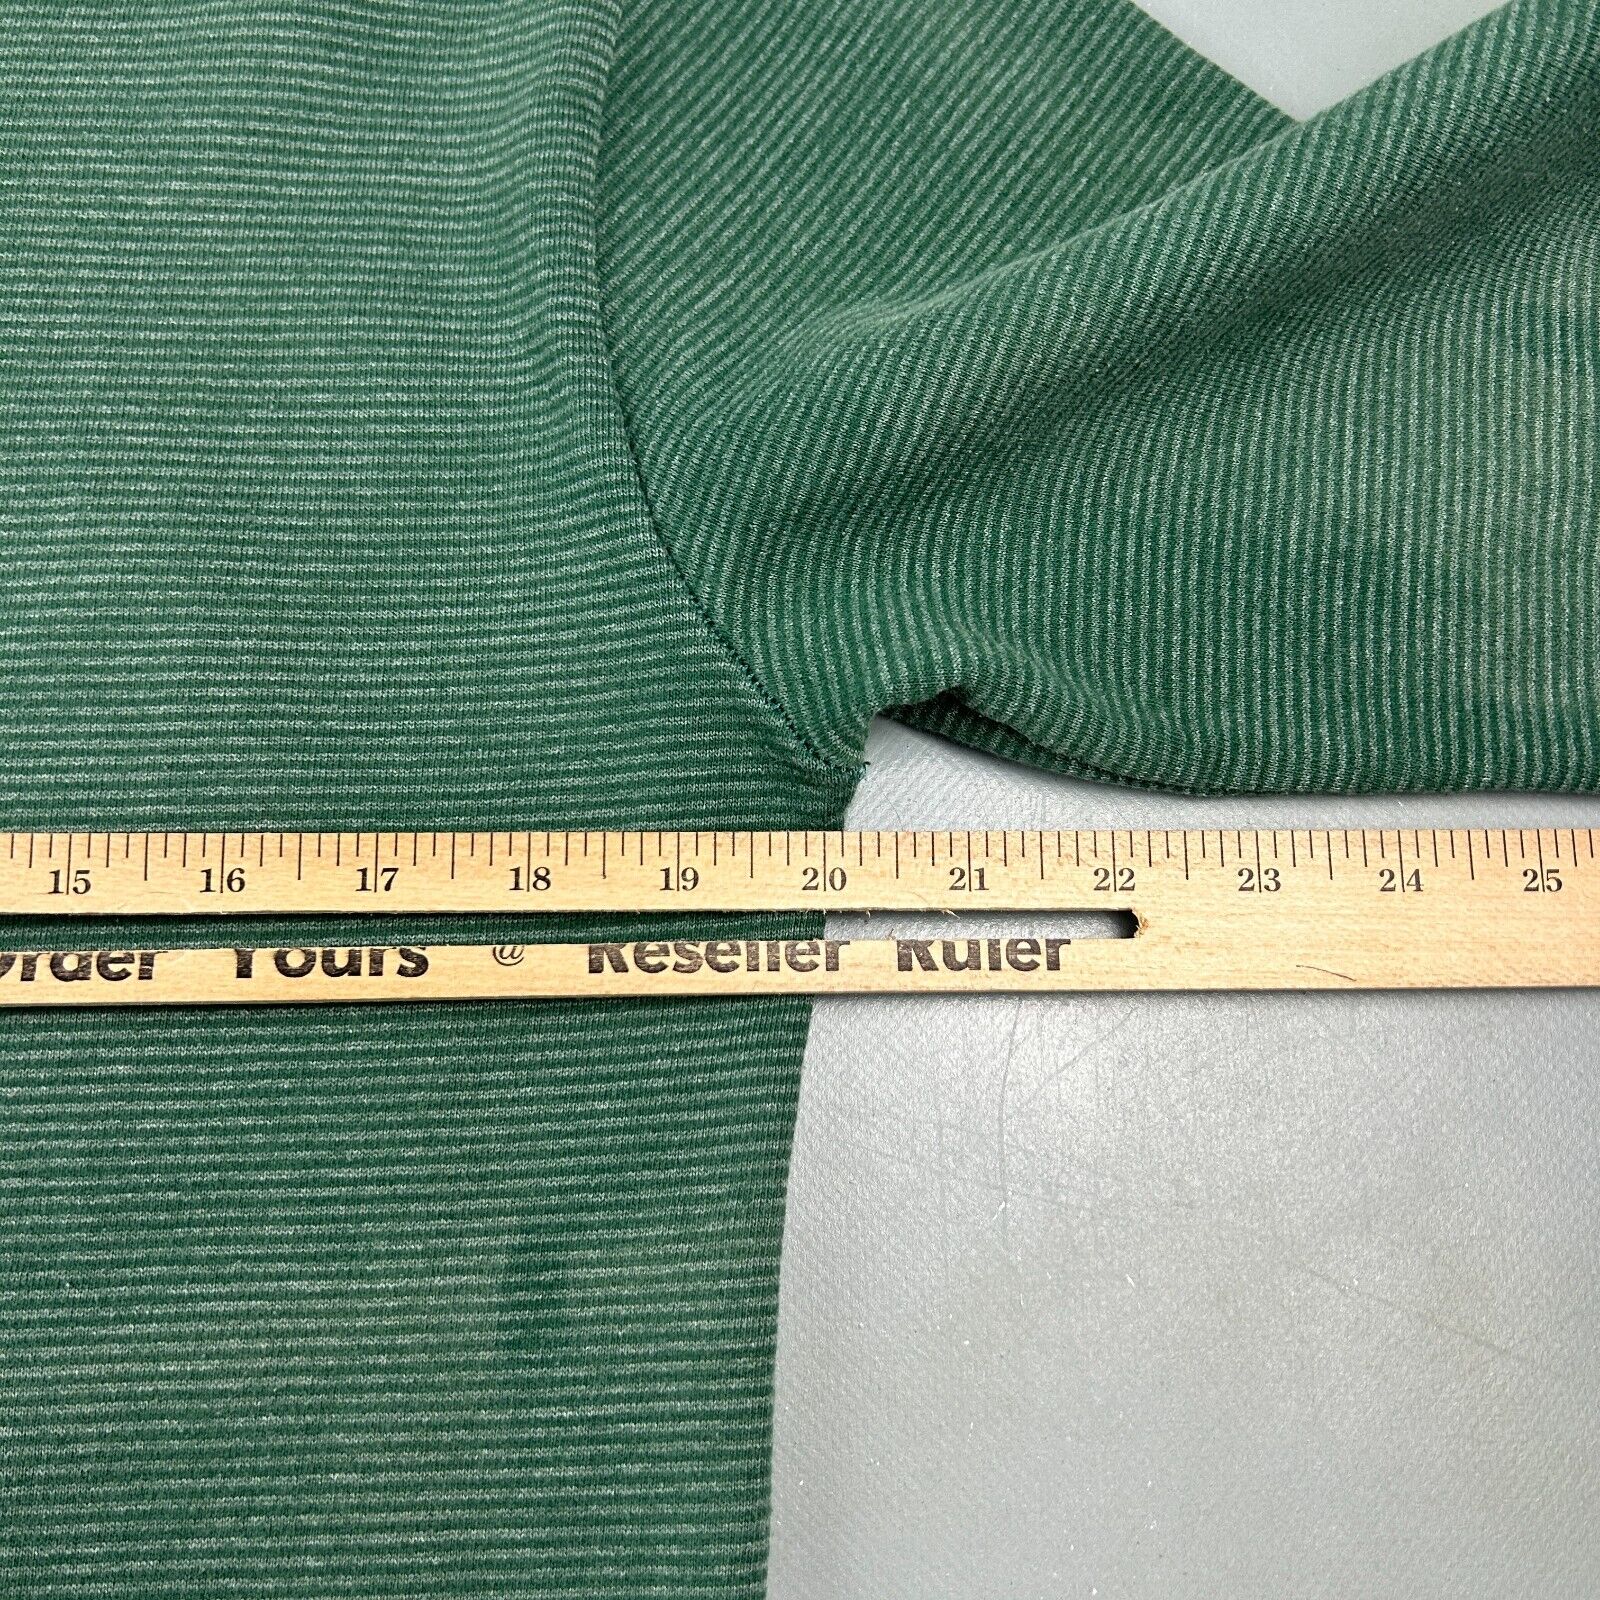 15 16 17 18 19 20 21 22 23 24 25
Order Yours @ Reseller Ruler